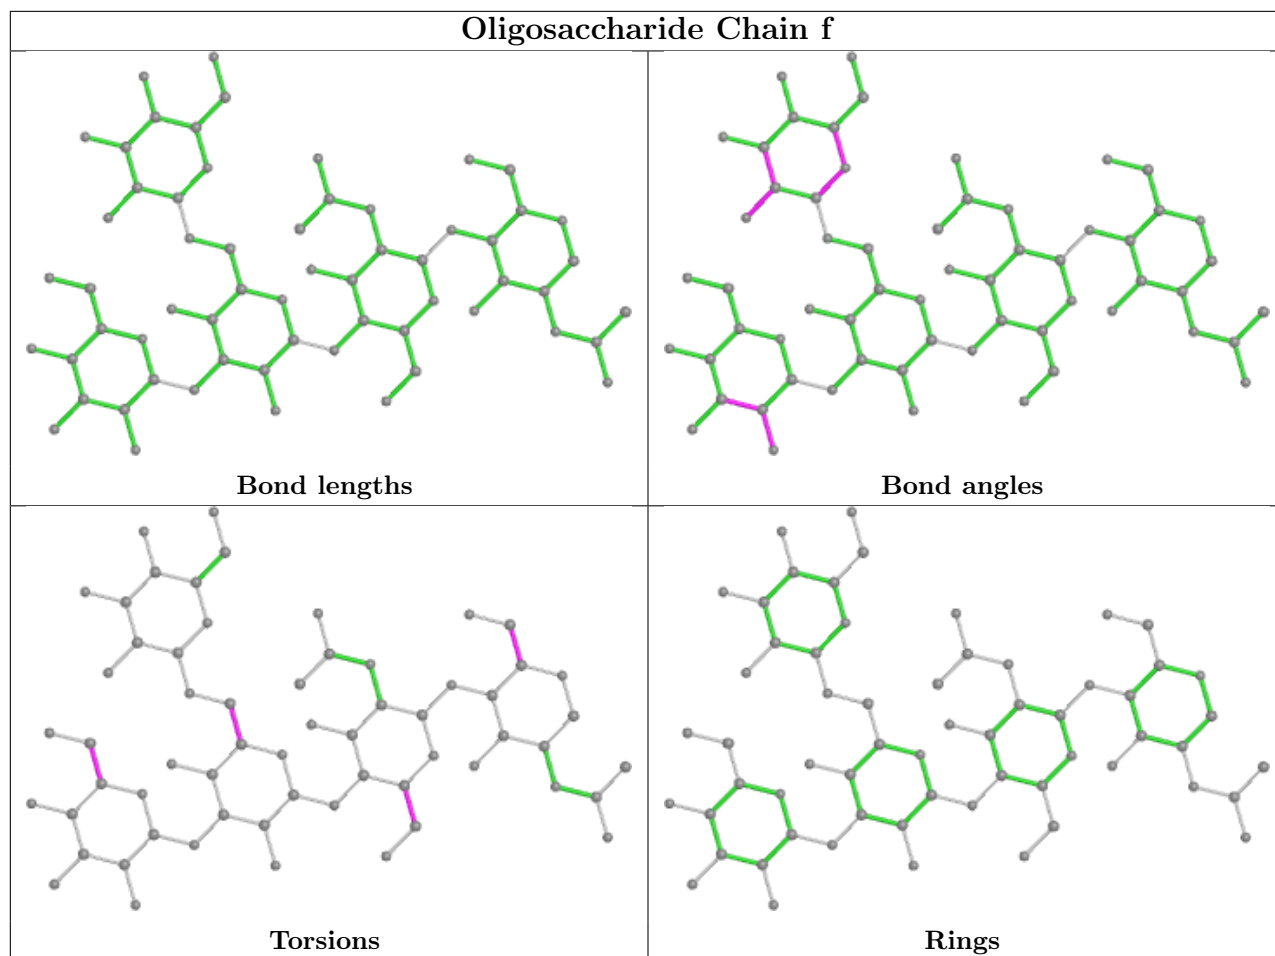 Oligosaccharide Chain f
Bond lengths
Bond angles
Torsions
Rings